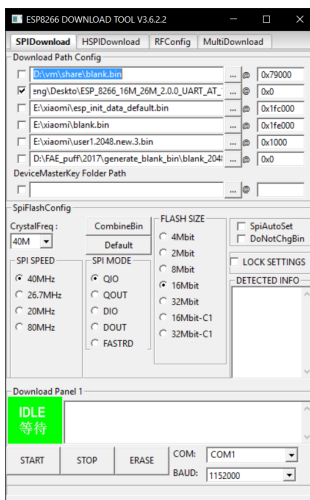 ESP8266 DOWNLOAD TOOL V3.6.2.2
SPIDownload HSPIDownload RFConfig MultiDownload
Download Path Config
D:\vm\share\blank.bin ... @ 0x79000
eng\Deskto\ESP_8266_16M_26M_2.0.0_UART_AT_ ... @ 0x0
E:\xiaomi\esp_init_data_default.bin ... @ 0x1fc000
E:\xiaomi\blank.bin ... @ 0x1fe000
E:\xiaomi\user1.2048.new.3.bin ... @ 0x1000
D:\FAE_puff\2017\generate_blank_bin\blank_204 ... @ 0x0
DeviceMasterKey Folder Path
... @
SpiFlashConfig
CrystalFreq :
40M
CombineBin
Default
SPI SPEED
40MHz
26.7MHz
20MHz
80MHz
SPI MODE
QIO
QOUT
DIO
DOUT
FASTRD
FLASH SIZE
4Mbit
2Mbit
8Mbit
16Mbit
32Mbit
16Mbit-C1
32Mbit-C1
SpiAutoSet
DoNotChgBin
LOCK SETTINGS
DETECTED INFO
Download Panel 1
IDLE
等待
START STOP ERASE
COM: COM1
BAUD: 1152000